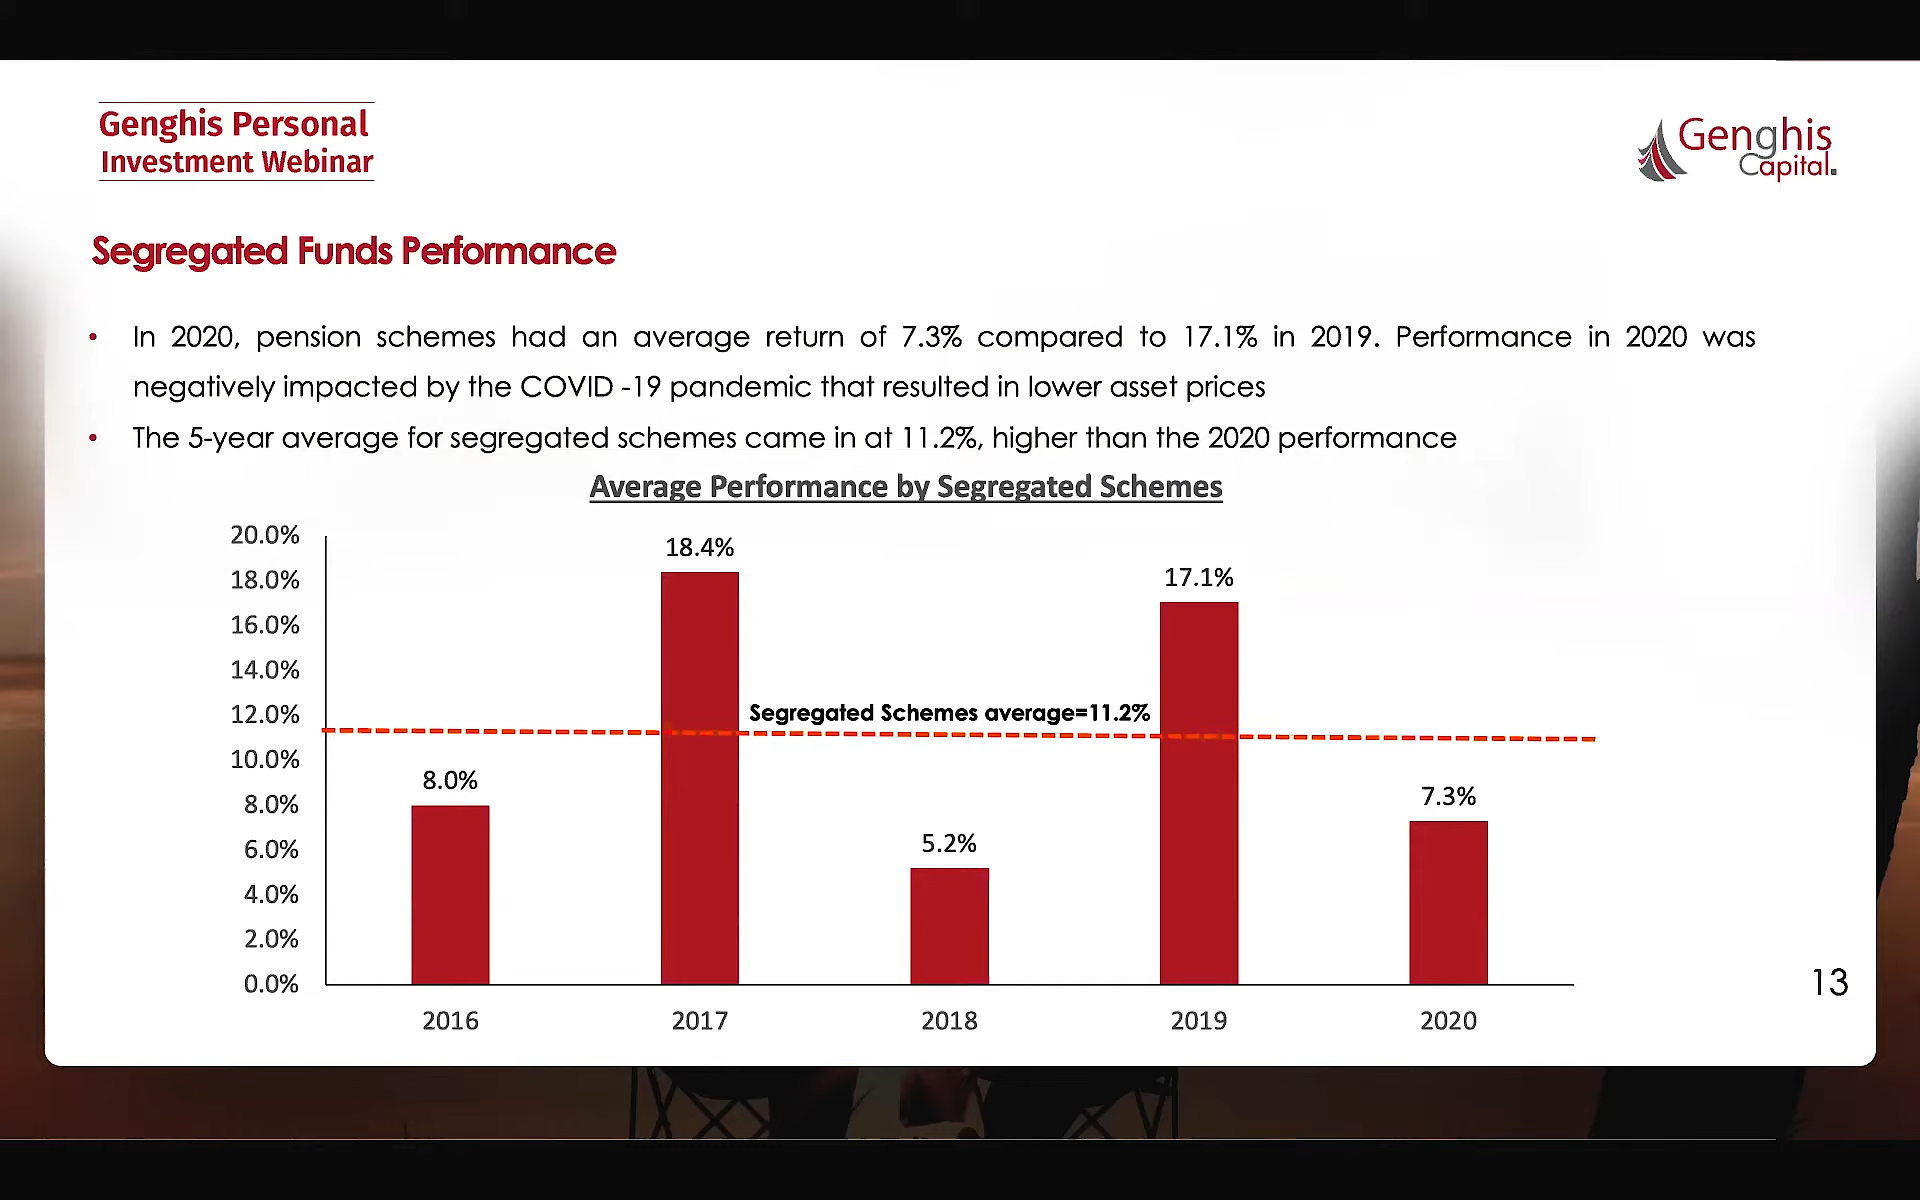 Genghis Personal
Investment Webinar
Genghis
Capital.
Segregated Funds Performance
• In 2020, pension schemes had an average return of 7.3% compared to 17.1% in 2019. Performance in 2020 was
negatively impacted by the COVID -19 pandemic that resulted in lower asset prices
• The 5-year average for segregated schemes came in at 11.2%, higher than the 2020 performance
Average Performance by Segregated Schemes
20.0%
18.0%
16.0%
14.0%
12.0%
10.0%
8.0%
6.0%
4.0%
2.0%
0.0%
8.0%
18.4%
5.2%
17.1%
7.3%
Segregated Schemes average=11.2%
2016 2017 2018 2019 2020
13